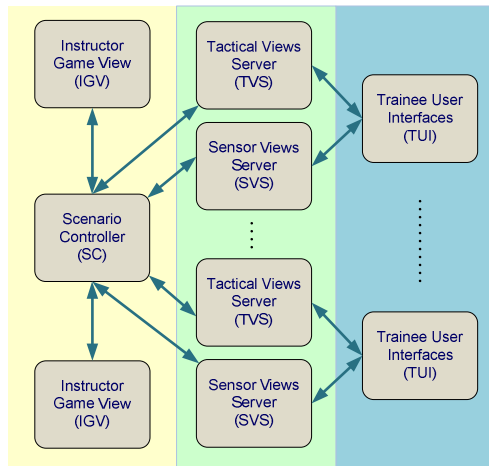 Instructor
Game View
(IGV)
Tactical Views
Server
(TVS)
Trainee User
Interfaces
(TUI)
Sensor Views
Server
(SVS)
Scenario
Controller
(SC)
Tactical Views
Server
(TVS)
Trainee User
Interfaces
(TUI)
Instructor
Game View
(IGV)
Sensor Views
Server
(SVS)